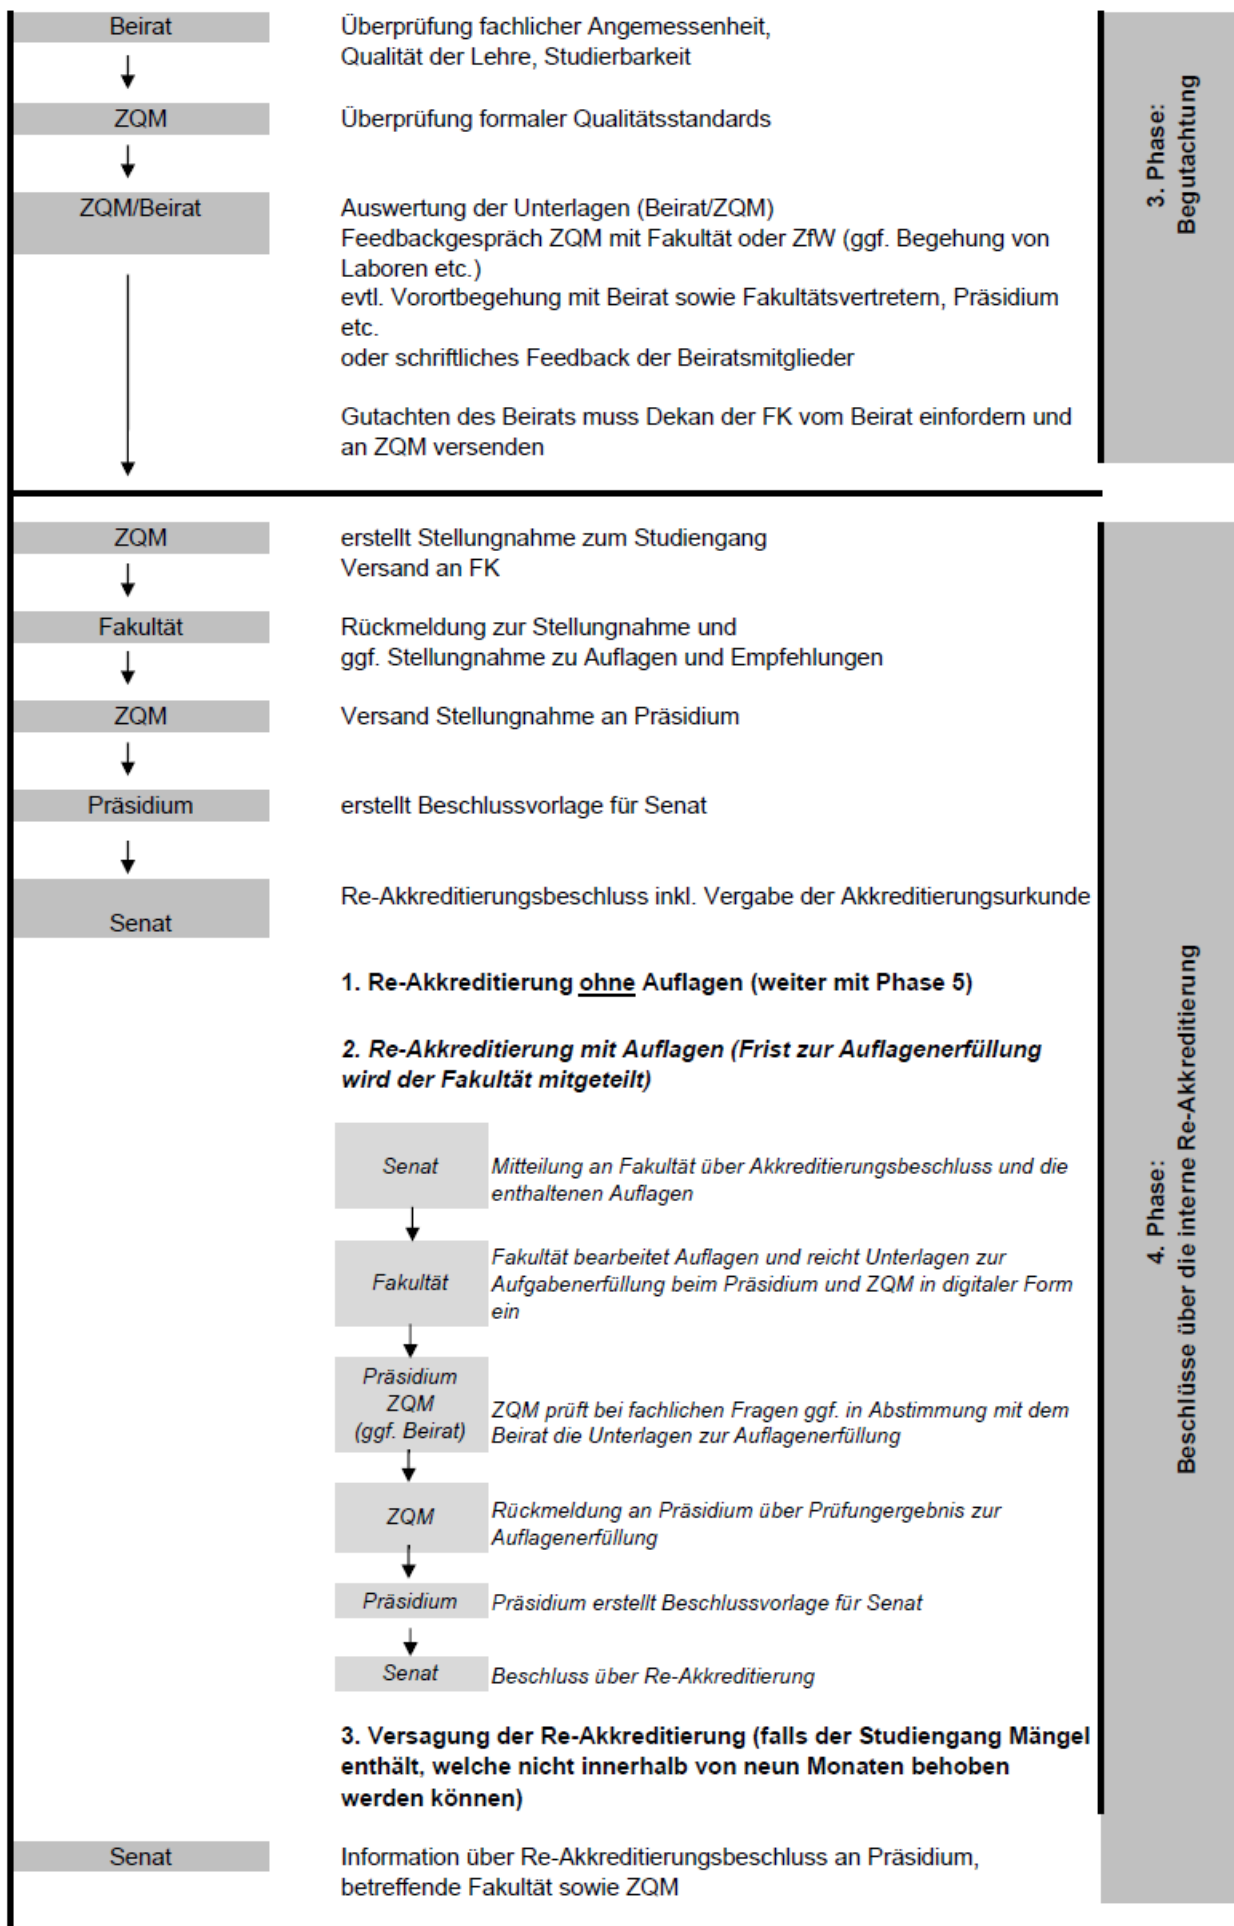 Beirat
Überprüfung fachlicher Angemessenheit,
Qualität der Lehre, Studierbarkeit
ZQM
Überprüfung formaler Qualitätsstandards
ZQM/Beirat
Auswertung der Unterlagen (Beirat/ZQM)
Feedbackgespräch ZQM mit Fakultät oder ZfW (ggf. Begehung von
Laboren etc.)
evtl. Vorortbegehung mit Beirat sowie Fakultätsvertretern, Präsidium
etc.
oder schriftliches Feedback der Beiratsmitglieder
Gutachten des Beirats muss Dekan der FK vom Beirat einfordern und
an ZQM versenden
3. Phase:
Begutachtung
ZQM
erstellt Stellungnahme zum Studiengang
Versand an FK
Fakultät
Rückmeldung zur Stellungnahme und
ggf. Stellungnahme zu Auflagen und Empfehlungen
ZQM
Versand Stellungnahme an Präsidium
Präsidium
erstellt Beschlussvorlage für Senat
Senat
Re-Akkreditierungsbeschluss inkl. Vergabe der Akkreditierungsurkunde
1. Re-Akkreditierung ohne Auflagen (weiter mit Phase 5)
2. Re-Akkreditierung mit Auflagen (Frist zur Auflagenerfüllung
wird der Fakultät mitgeteilt)
Senat
Mitteilung an Fakultät über Akkreditierungsbeschluss und die
enthaltenen Auflagen
Fakultät
Fakultät bearbeitet Auflagen und reicht Unterlagen zur
Aufgabenerfüllung beim Präsidium und ZQM in digitaler Form
ein
Präsidium
ZQM
(ggf. Beirat)
ZQM prüft bei fachlichen Fragen ggf. in Abstimmung mit dem
Beirat die Unterlagen zur Auflagenerfüllung
ZQM
Rückmeldung an Präsidium über Prüfungergebnis zur
Auflagenerfüllung
Präsidium
Präsidium erstellt Beschlussvorlage für Senat
Senat
Beschluss über Re-Akkreditierung
3. Versagung der Re-Akkreditierung (falls der Studiengang Mängel
enthält, welche nicht innerhalb von neun Monaten behoben
werden können)
Senat
Information über Re-Akkreditierungsbeschluss an Präsidium,
betreffende Fakultät sowie ZQM
4. Phase:
Beschlüsse über die interne Re-Akkreditierung